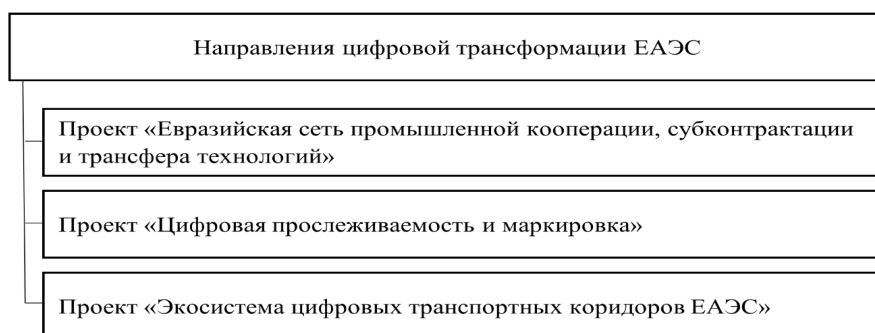 Направления цифровой трансформации ЕАЭС
Проект «Евразийская сеть промышленной кооперации, субконтрактации
и трансфера технологий»
Проект «Цифровая прослеживаемость и маркировка»
Проект «Экосистема цифровых транспортных коридоров ЕАЭС»